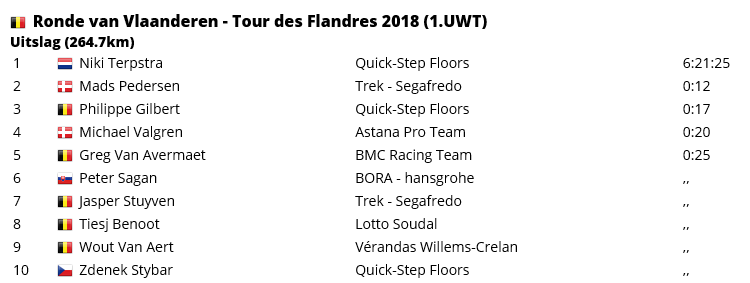 Ronde van Vlaanderen - Tour des Flandres 2018 (1.UWT)
Uitslag (264.7km)
1 Niki Terpstra Quick-Step Floors 6:21:25
2 Mads Pedersen Trek - Segafredo 0:12
3 Philippe Gilbert Quick-Step Floors 0:17
4 Michael Valgren Astana Pro Team 0:20
5 Greg Van Avermaet BMC Racing Team 0:25
6 Peter Sagan BORA - hansgrohe ,,
7 Jasper Stuyven Trek - Segafredo ,,
8 Tiesj Benoot Lotto Soudal ,,
9 Wout Van Aert Vérandas Willems-Crelan ,,
10 Zdenek Stybar Quick-Step Floors ,,